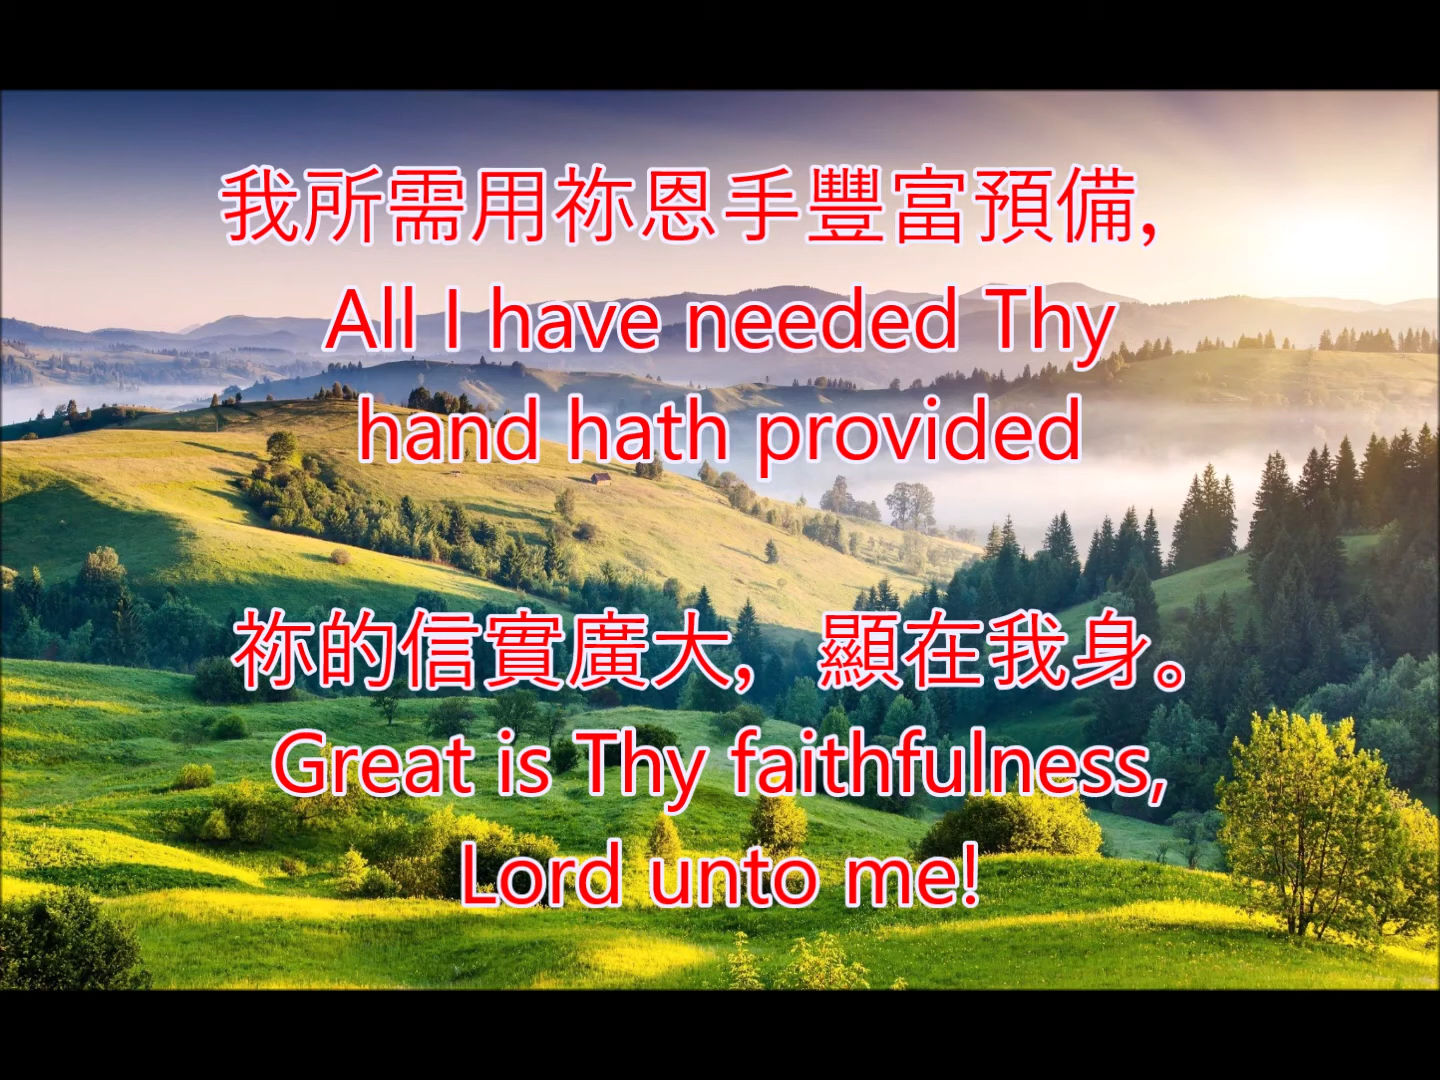 我所需用祢恩手豐富預備,
All I have needed Thy
hand hath provided
祢的信實廣大, 顯在我身。
Great is Thy faithfulness,
Lord unto me!